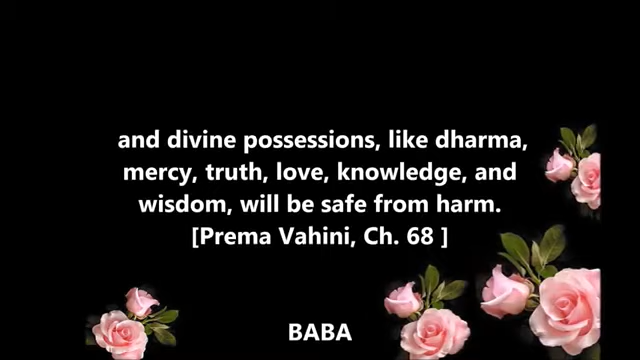 and divine possessions, like dharma,
mercy, truth, love, knowledge, and
wisdom, will be safe from harm.
[Prema Vahini, Ch. 68 ]
BABA